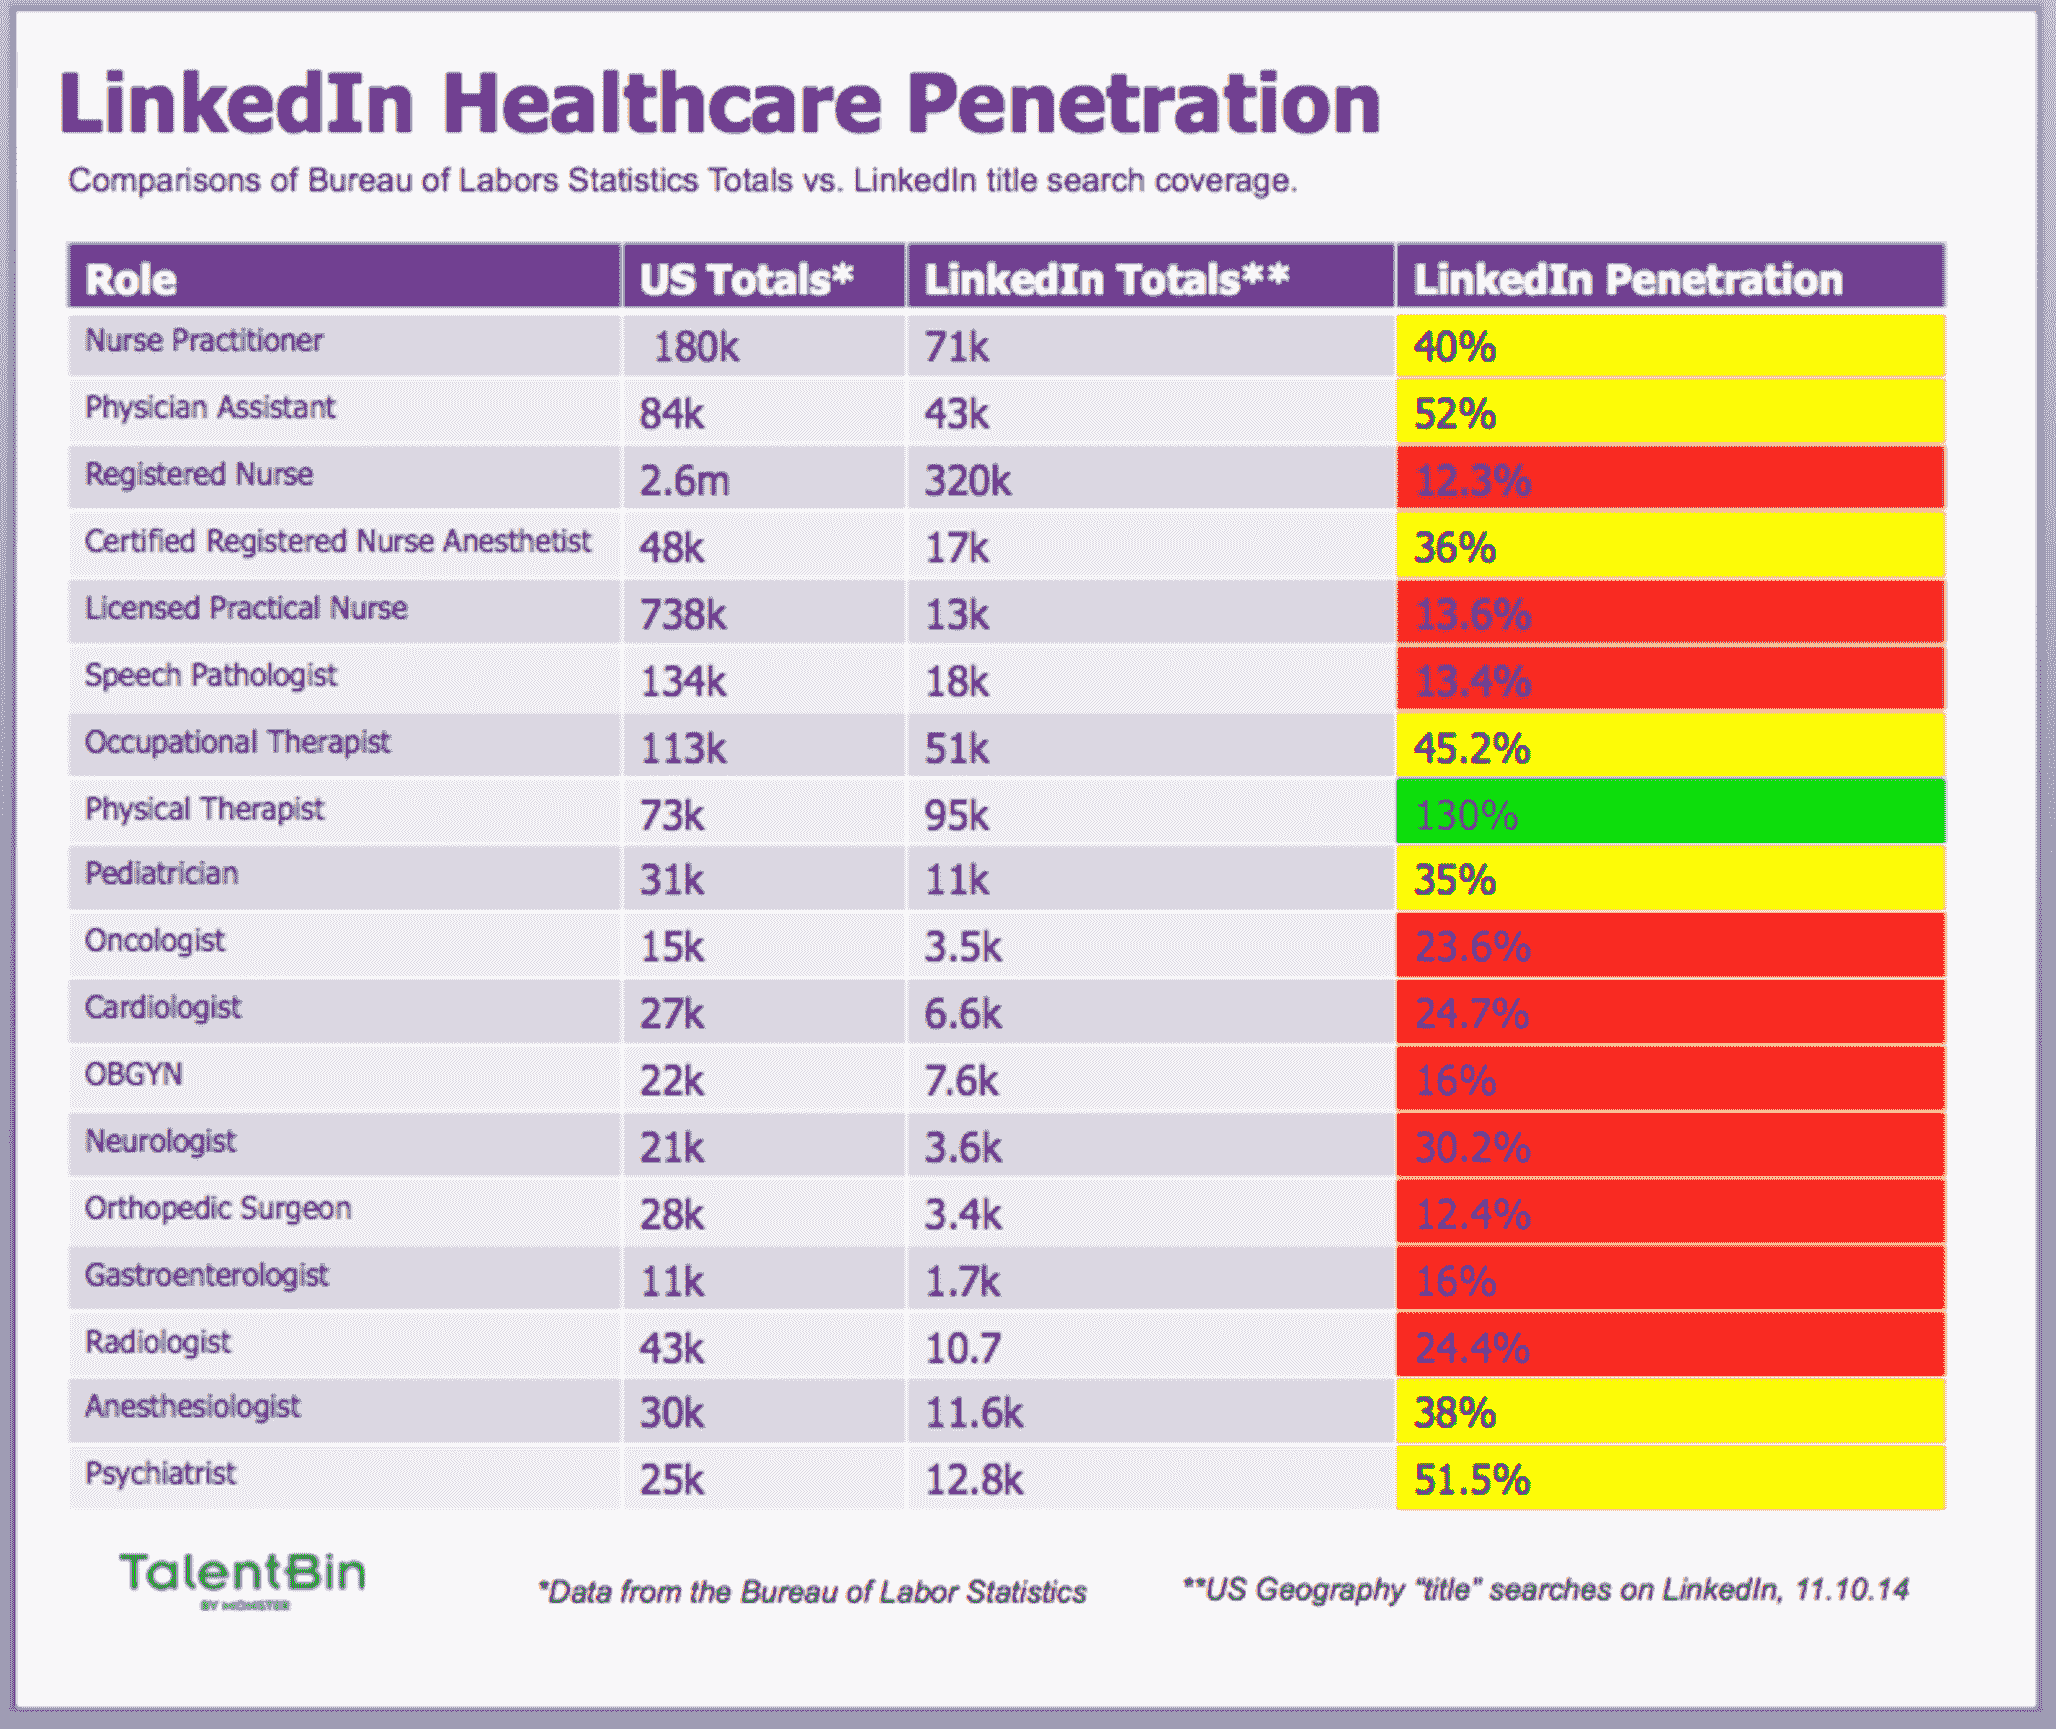 LinkedIn Healthcare Penetration
Comparisons of Bureau of Labors Statistics Totals vs. LinkedIn title search coverage.
Role US Totals* LinkedIn Totals** LinkedIn Penetration
Nurse Practitioner 180k 71k 40%
Physician Assistant 84k 43k 52%
Registered Nurse 2.6m 320k 12.3%
Certified Registered Nurse Anesthetist 48k 17k 36%
Licensed Practical Nurse 738k 13k 13.6%
Speech Pathologist 134k 18k 13.4%
Occupational Therapist 113k 51k 45.2%
Physical Therapist 73k 95k 130%
Pediatrician 31k 11k 35%
Oncologist 15k 3.5k 23.6%
Cardiologist 27k 6.6k 24.7%
OBGYN 22k 7.6k 16%
Neurologist 21k 3.6k 30.2%
Orthopedic Surgeon 28k 3.4k 12.4%
Gastroenterologist 11k 1.7k 16%
Radiologist 43k 10.7 24.4%
Anesthesiologist 30k 11.6k 38%
Psychiatrist 25k 12.8k 51.5%
TalentBin
BY MONSTER
*Data from the Bureau of Labor Statistics
**US Geography "title" searches on LinkedIn, 11.10.14